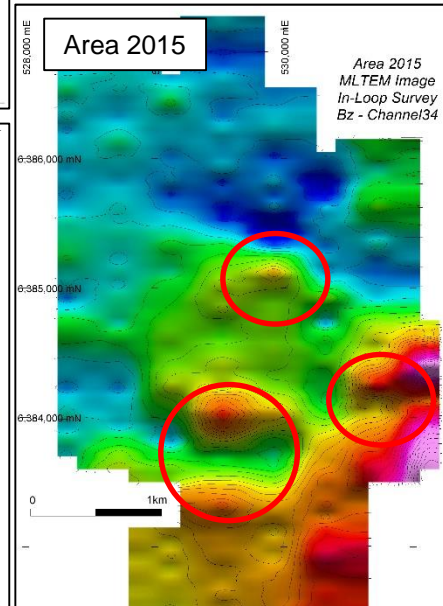 528,000 mE
530,000 mE
Area 2015
Area 2015
MLTEM Image
In-Loop Survey
Bz - Channel34
6,386,000 mN
6,385,000 mN
6,384,000 mN
0
1km